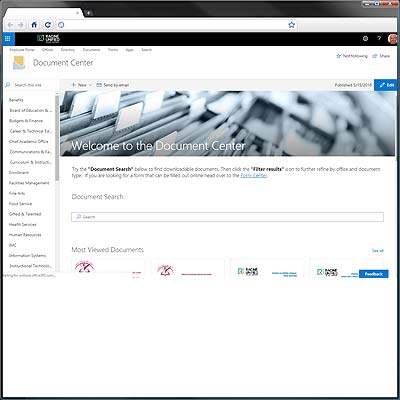 RACINE
UNIFIED
Employee Portal Offices Directory Documents Forms Apps Search
Document Center
Not following Share
Search this site
New Send by email
Published 5/15/2019 Edit
Benefits
Board of Education &...
Budgets & Finance
Career & Technical Ed...
Chief Academic Office
Communications & Fa...
Curriculum & Instructi...
Enrollment
Facilities Management
Fine Arts
Food Service
Gifted & Talented
Health Services
Human Resources
IMC
Information Systems
Instructional Technolo...
Welcome to the Document Center
Try the "Document Search" below to find downloadable documents. Then click the "Filter results" icon to further refine by office and document
type. If you are looking for a form that can be filled out online head over to the Form Center.
Document Search
Search
Most Viewed Documents
See all
RACINE
UNIFIED
RACINE
UNIFIED
Feedback